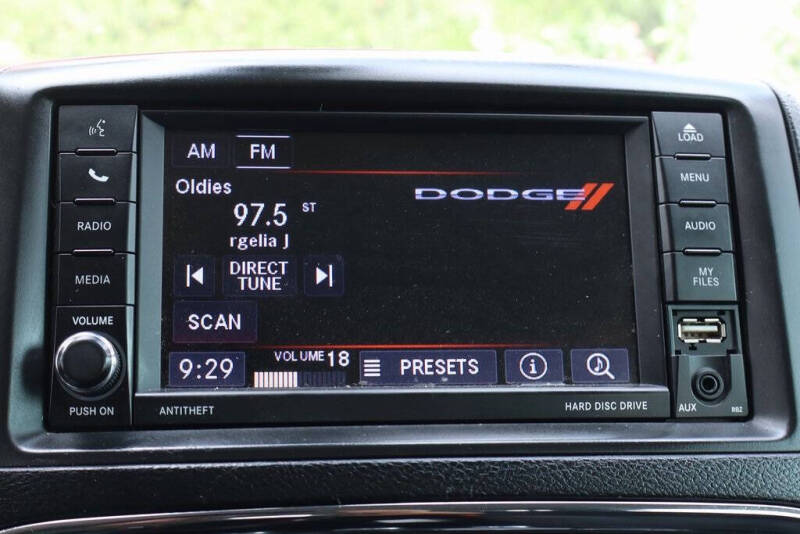 RADIO
MEDIA
VOLUME
PUSH ON
AM FM
Oldies
97.5 ST
rgelia J
DIRECT
TUNE
SCAN
9:29
VOLUME 18
PRESETS
i
DODGE
ANTITHEFT
HARD DISC DRIVE
LOAD
MENU
AUDIO
MY
FILES
AUX
RBZ